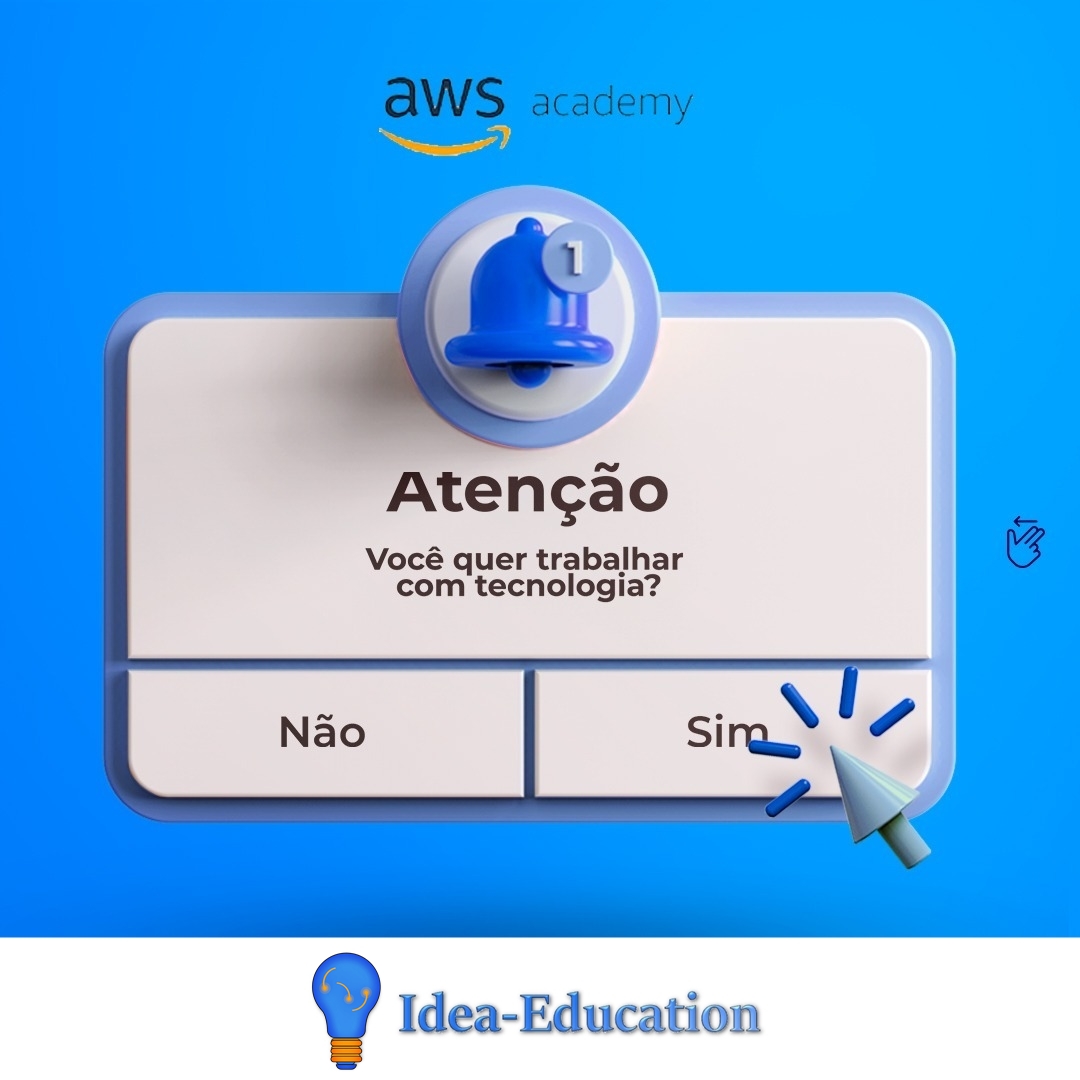 aws academy
1
Atenção
Você quer trabalhar
com tecnologia?
Não
Sim
Idea-Education